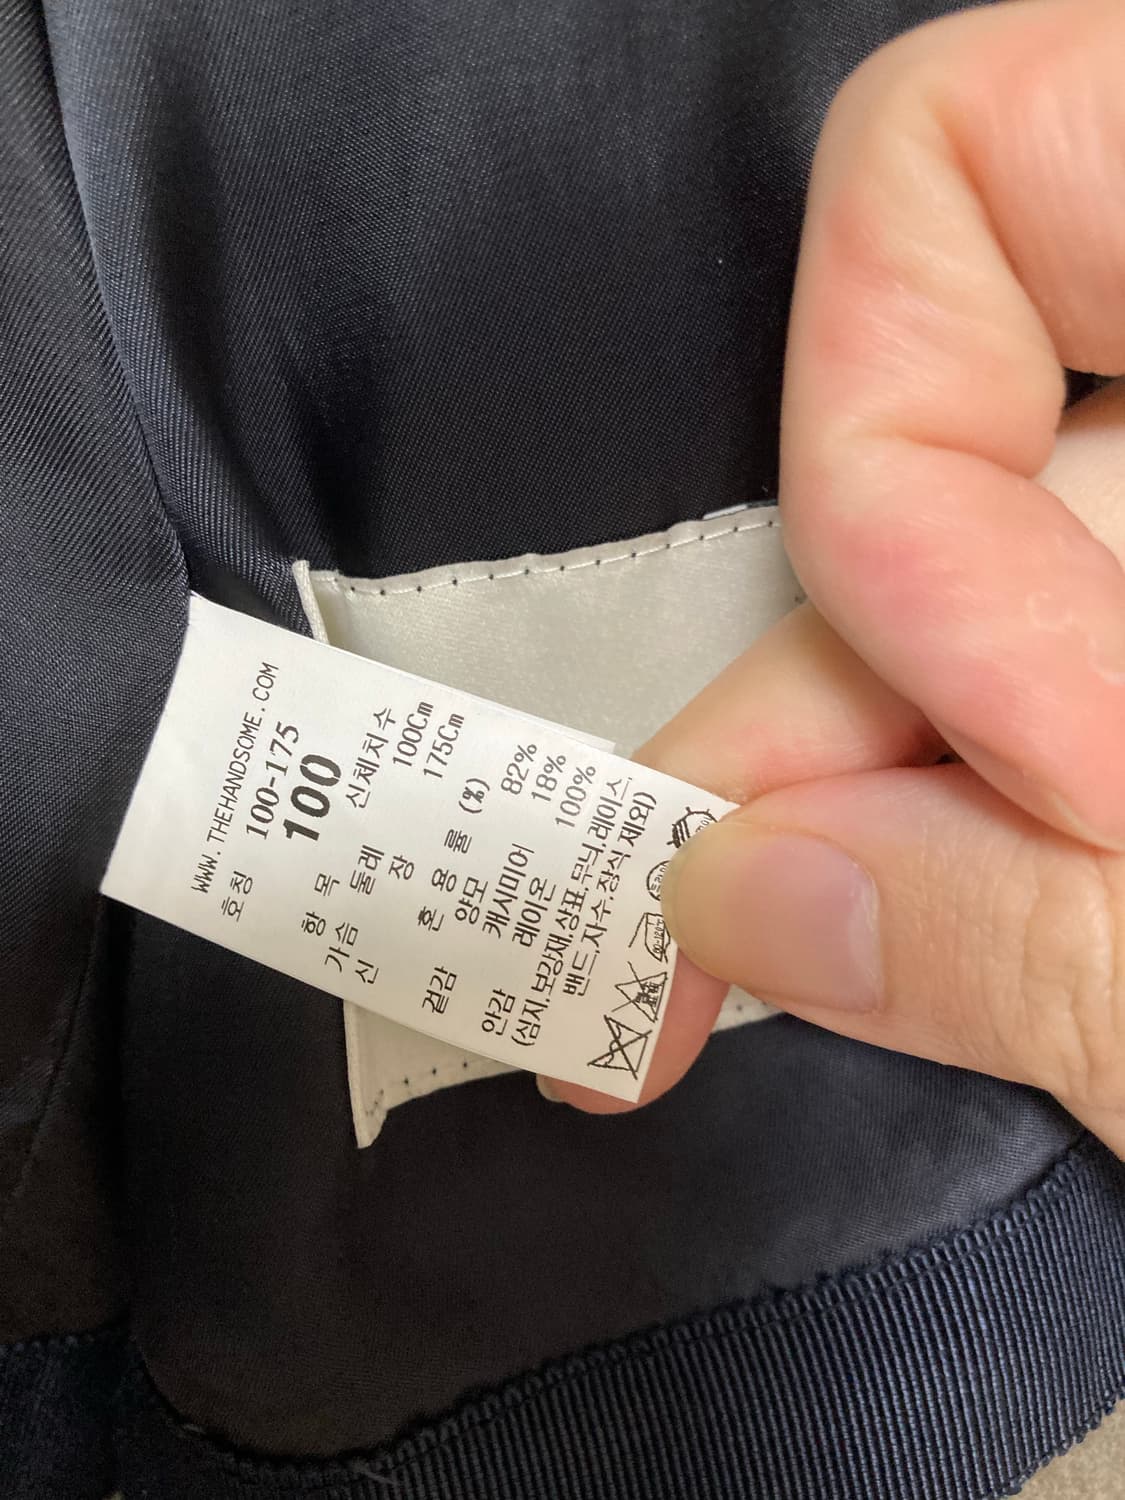 WWW.THEHANDSOME.COM
호칭 100-175
100
항 목 신체치수
가슴 둘레 100Cm
신 장 175Cm
혼 용 률 (%)
겉감 양모 82%
캐시미어 18%
안감 레이온 100%
(심지,보강재,상표,무늬,레이스,
밴드,자수,장식 제외)